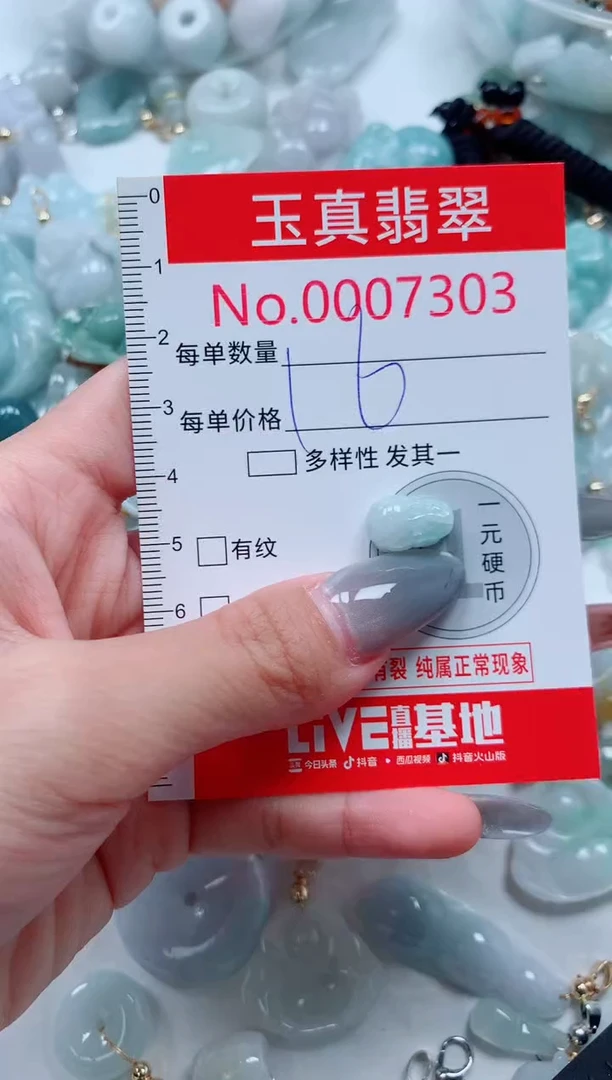 0
玉真翡翠
1
No.0007303
2
每单数量
16
3
每单价格
多样性 发其一
4
一元硬币
5
有纹
6
裂 纯属正常现象
LIVE直播基地
今日头条 抖音 西瓜视频 抖音火山版